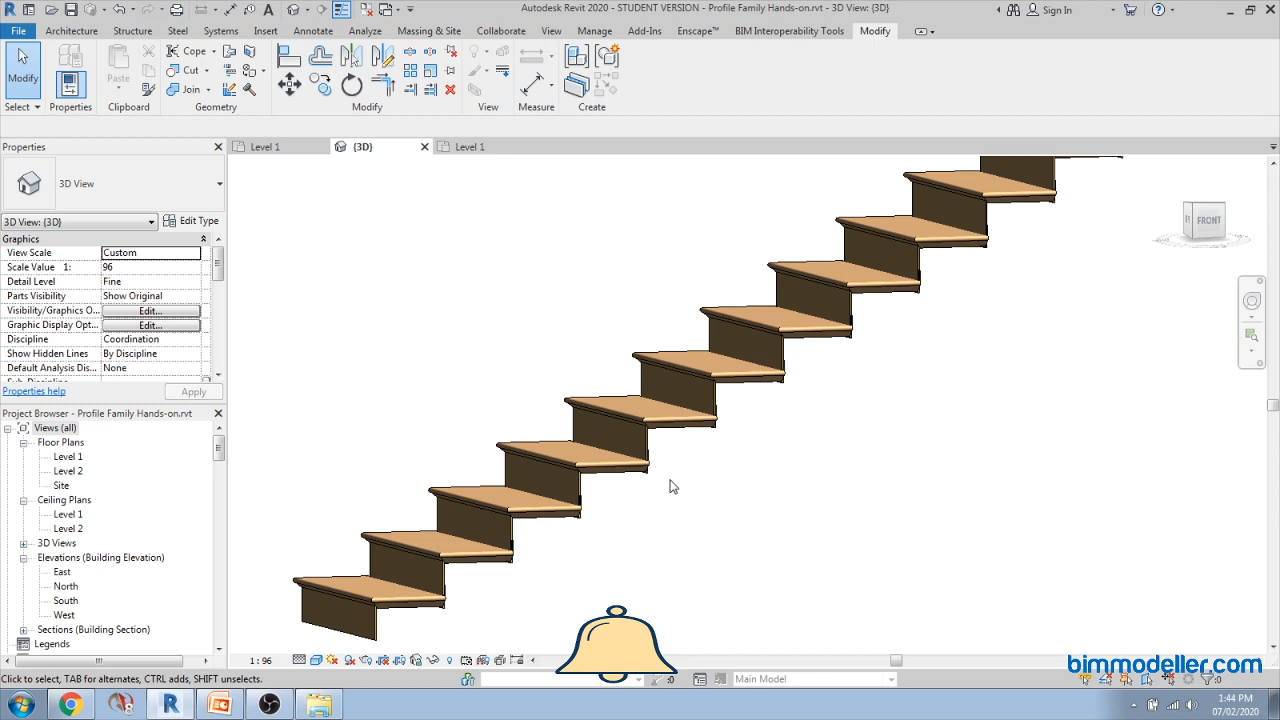 Autodesk Revit 2020 - STUDENT VERSION - Profile Family Hands-on.rvt - 3D View: {3D}
Sign In
File Architecture Structure Steel Systems Insert Annotate Analyze Massing & Site Collaborate View Manage Add-Ins Enscape™ BIM Interoperability Tools Modify
Modify
Paste
Cope
Cut
Join
Select Properties Clipboard Geometry Modify View Measure Create
Properties
Level 1
{3D}
Level 1
3D View
3D View: {3D}
Edit Type
Graphics
View Scale Custom
Scale Value 1: 96
Detail Level Fine
Parts Visibility Show Original
Visibility/Graphics O... Edit...
Graphic Display Opt... Edit...
Discipline Coordination
Show Hidden Lines By Discipline
Default Analysis Dis... None
Properties help
Apply
Project Browser - Profile Family Hands-on.rvt
Views (all)
Floor Plans
Level 1
Level 2
Site
Ceiling Plans
Level 1
Level 2
3D Views
Elevations (Building Elevation)
East
North
South
West
Sections (Building Section)
Legends
FRONT
1 : 96
bimmodeller.com
Click to select, TAB for alternates, CTRL adds, SHIFT unselects.
:0
Main Model
:0
1:44 PM
07/02/2020